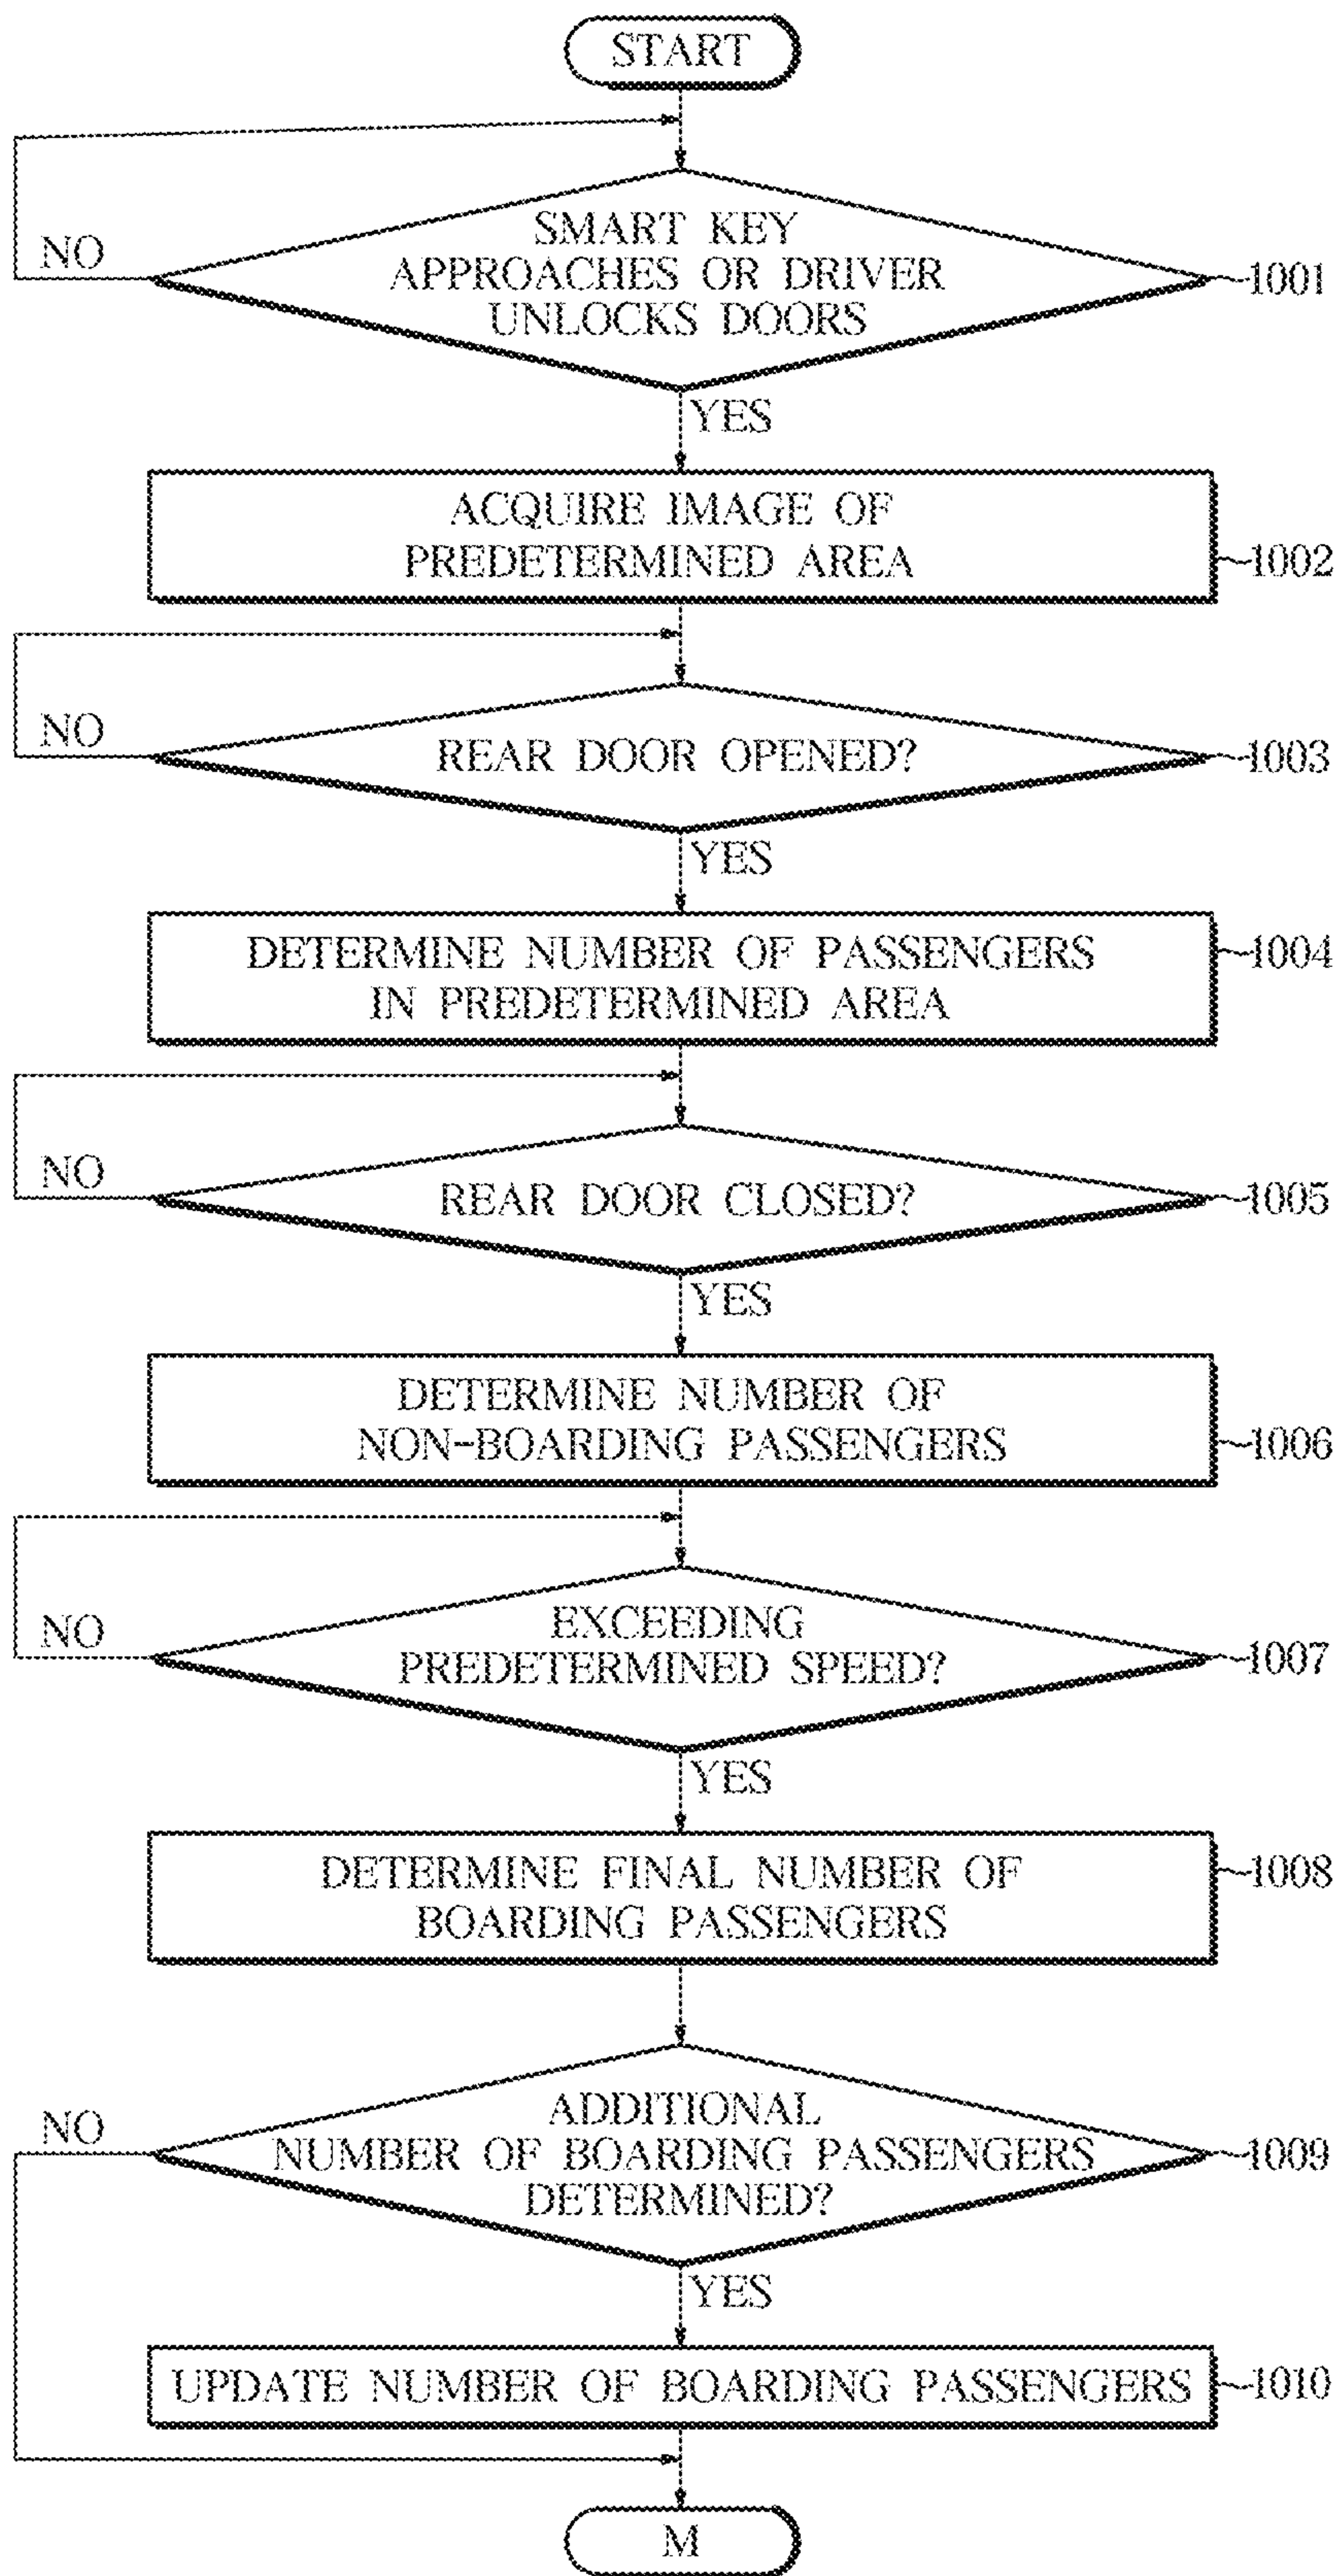 START
NO
SMART KEY
APPROACHES OR DRIVER
UNLOCKS DOORS
1001
YES
ACQUIRE IMAGE OF
PREDETERMINED AREA
1002
NO
REAR DOOR OPENED?
1003
YES
DETERMINE NUMBER OF PASSENGERS
IN PREDETERMINED AREA
1004
NO
REAR DOOR CLOSED?
1005
YES
DETERMINE NUMBER OF
NON-BOARDING PASSENGERS
1006
NO
EXCEEDING
PREDETERMINED SPEED?
1007
YES
DETERMINE FINAL NUMBER OF
BOARDING PASSENGERS
1008
NO
ADDITIONAL
NUMBER OF BOARDING PASSENGERS
DETERMINED?
1009
YES
UPDATE NUMBER OF BOARDING PASSENGERS
1010
M